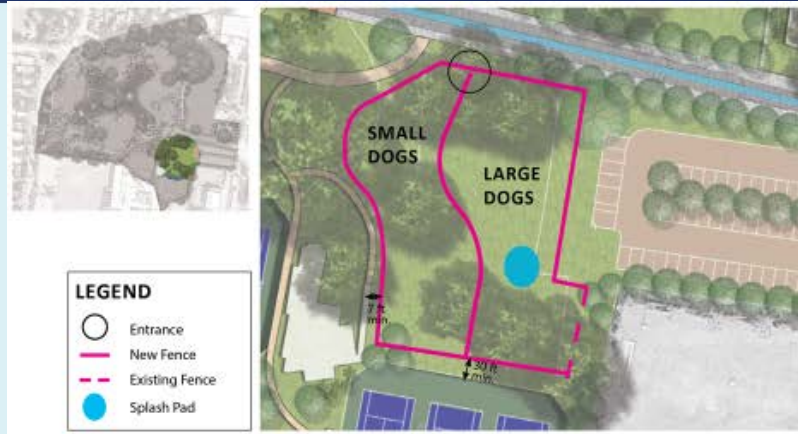 SMALL
DOGS
LARGE
DOGS
7 ft
min.
30 ft
min.
LEGEND
Entrance
New Fence
Existing Fence
Splash Pad